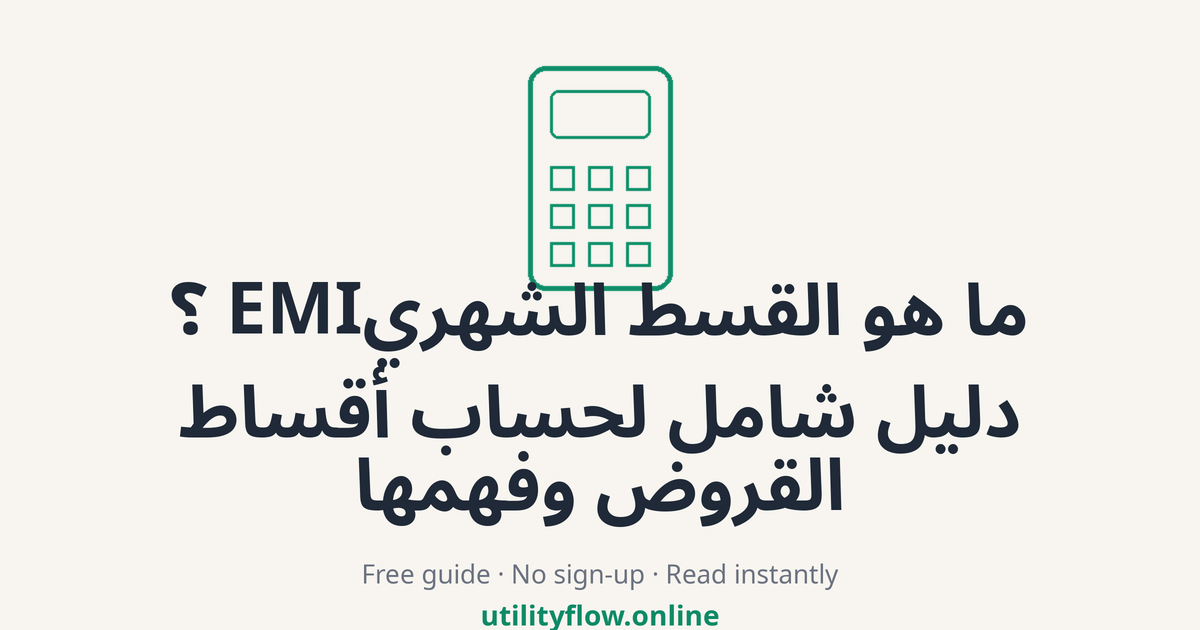 ما هو القسط الشهريEMI ؟
دليل شامل لحساب أقساط
القروض وفهمها
Free guide · No sign-up · Read instantly
utilityflow.online